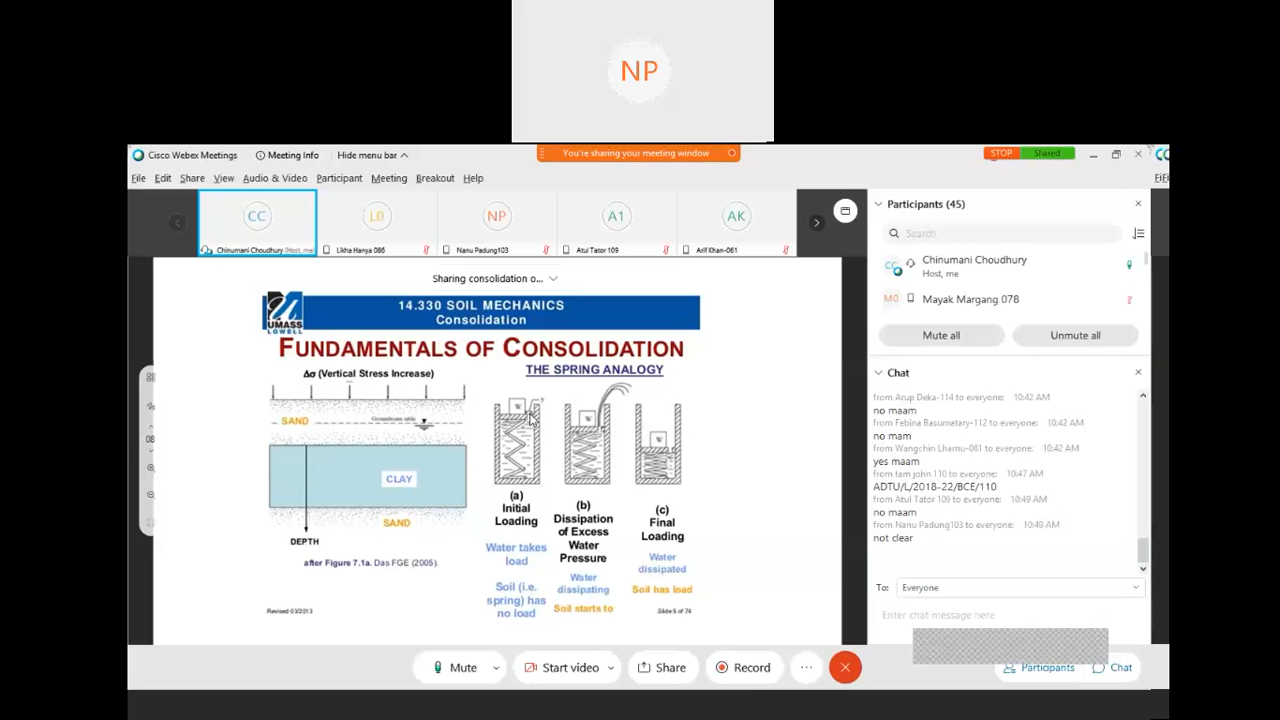 NP
Cisco Webex Meetings
Meeting Info
Hide menu bar
You're sharing your meeting window
STOP
Shared
File Edit Share View Audio & Video Participant Meeting Breakout Help
CC
L0
NP
A1
AK
Chinumani Choudhury (Host, me)
Likha Hanya 086
Nanu Padung103
Atul Tator 109
Arif Khan-061
Sharing consolidation o...
UMASS
LOWELL
14.330 SOIL MECHANICS
Consolidation
FUNDAMENTALS OF CONSOLIDATION
Δσ (Vertical Stress Increase)
THE SPRING ANALOGY
SAND
Groundwater table
CLAY
SAND
DEPTH
after Figure 7.1a. Das FGE (2005).
W
W
W
(a)
Initial
Loading
Water takes
load
Soil (i.e.
spring) has
no load
(b)
Dissipation
of Excess
Water
Pressure
Water
dissipating
Soil starts to
(c)
Final
Loading
Water
dissipated
Soil has load
Revised 03/2013
Slide 5 of 74
Participants (45)
Search
CC
Chinumani Choudhury
Host, me
M0
Mayak Margang 078
Mute all
Unmute all
Chat
from Arup Deka-114 to everyone: 10:42 AM
no maam
from Febina Basumatary-112 to everyone: 10:42 AM
no mam
from Wangchin Lhamu-081 to everyone: 10:42 AM
yes maam
from tam john 110 to everyone: 10:47 AM
ADTU/L/2018-22/BCE/110
from Atul Tator 109 to everyone: 10:49 AM
no maam
from Nanu Padung103 to everyone: 10:49 AM
not clear
To: Everyone
Enter chat message here
Mute
Start video
Share
Record
Participants
Chat